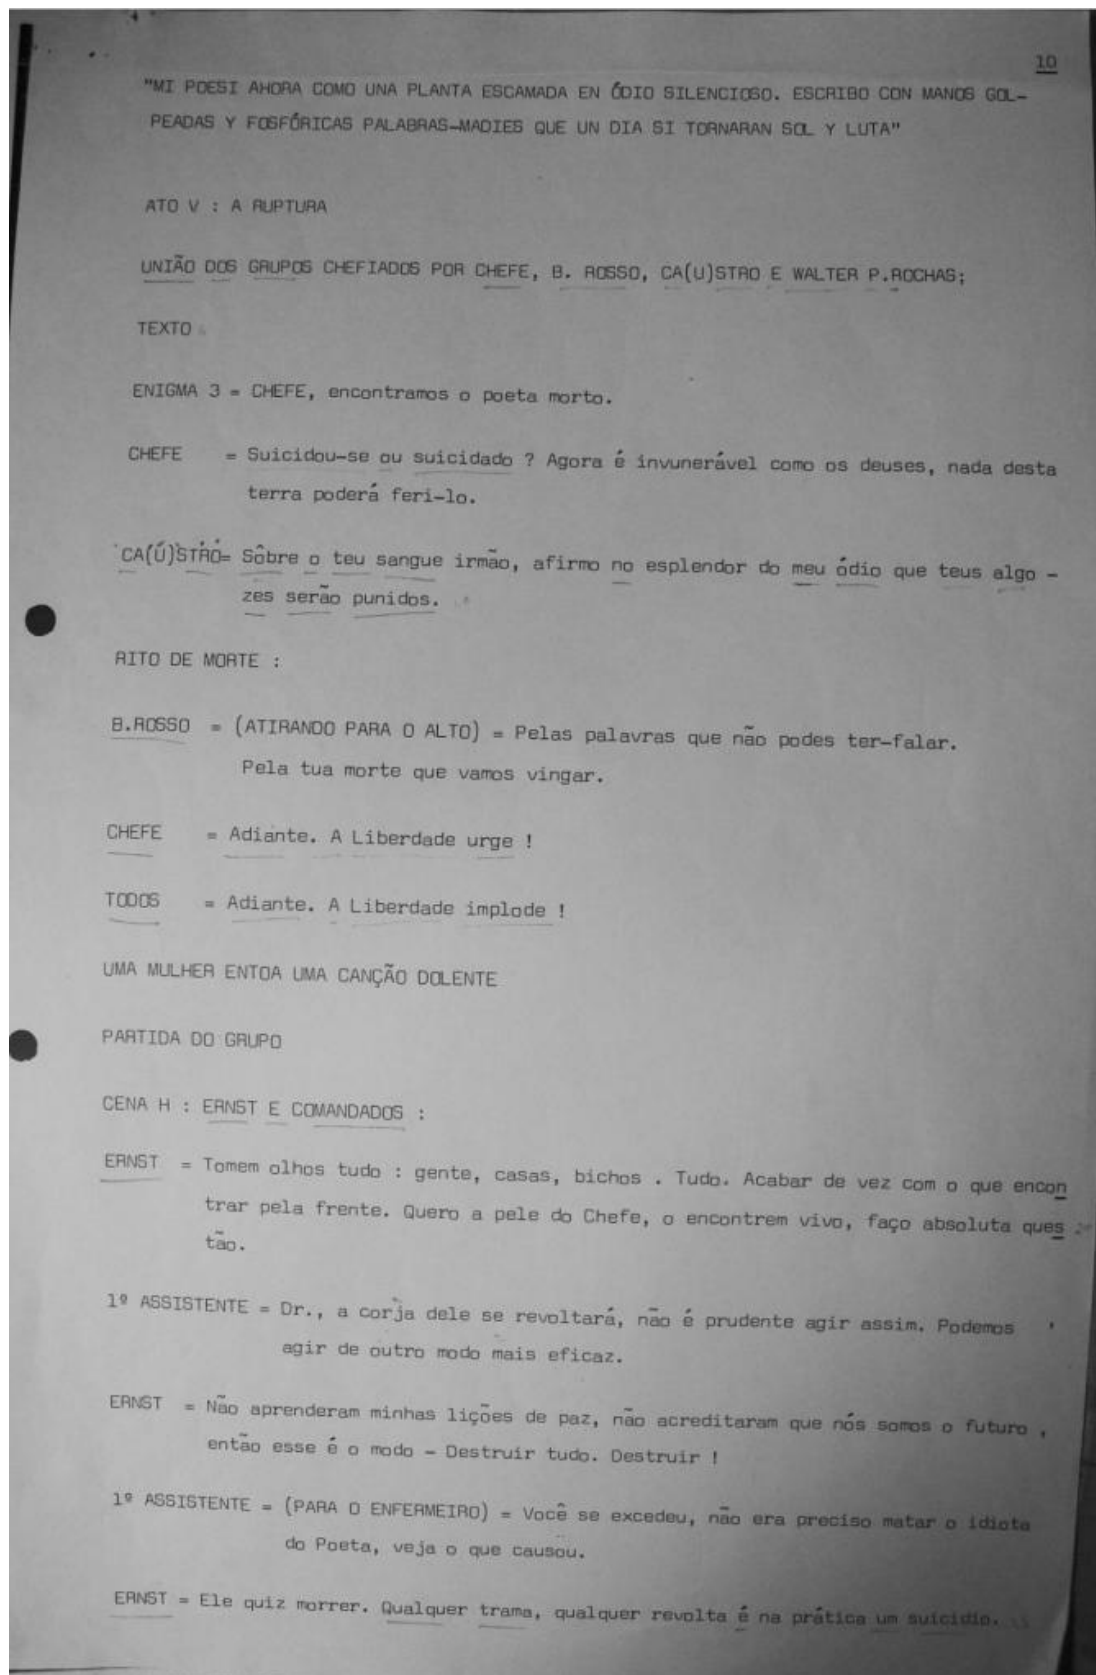 10
"MI POESI AHORA COMO UNA PLANTA ESCAMADA EN ÓDIO SILENCIOSO. ESCRIBO CON MANOS GOL-
PEADAS Y FOSFÓRICAS PALABRAS-MADIES QUE UN DIA SI TORNARAN SOL Y LUTA"
ATO V : A RUPTURA
UNIÃO DOS GRUPOS CHEFIADOS POR CHEFE, B. ROSSO, CA(U)STRO E WALTER P.ROCHAS;
TEXTO
ENIGMA 3 = CHEFE, encontramos o poeta morto.
CHEFE = Suicidou-se ou suicidado ? Agora é invunerável como os deuses, nada desta
terra poderá feri-lo.
CA(Ú)STRO= Sôbre o teu sangue irmão, afirmo no esplendor do meu ódio que teus algo -
zes serão punidos.
RITO DE MORTE :
B.ROSSO = (ATIRANDO PARA O ALTO) = Pelas palavras que não podes ter-falar.
Pela tua morte que vamos vingar.
CHEFE = Adiante. A Liberdade urge !
TODOS = Adiante. A Liberdade implode !
UMA MULHER ENTOA UMA CANÇÃO DOLENTE
PARTIDA DO GRUPO
CENA H : ERNST E COMANDADOS :
ERNST = Tomem olhos tudo : gente, casas, bichos . Tudo. Acabar de vez com o que encon
trar pela frente. Quero a pele do Chefe, o encontrem vivo, faço absoluta ques
tão.
1º ASSISTENTE = Dr., a corja dele se revoltará, não é prudente agir assim. Podemos '
agir de outro modo mais eficaz.
ERNST = Não aprenderam minhas lições de paz, não acreditaram que nós somos o futuro ,
então esse é o modo - Destruir tudo. Destruir !
1º ASSISTENTE = (PARA O ENFERMEIRO) = Você se excedeu, não era preciso matar o idiota
do Poeta, veja o que causou.
ERNST = Ele quiz morrer. Qualquer trama, qualquer revolta é na prática um suicidio.